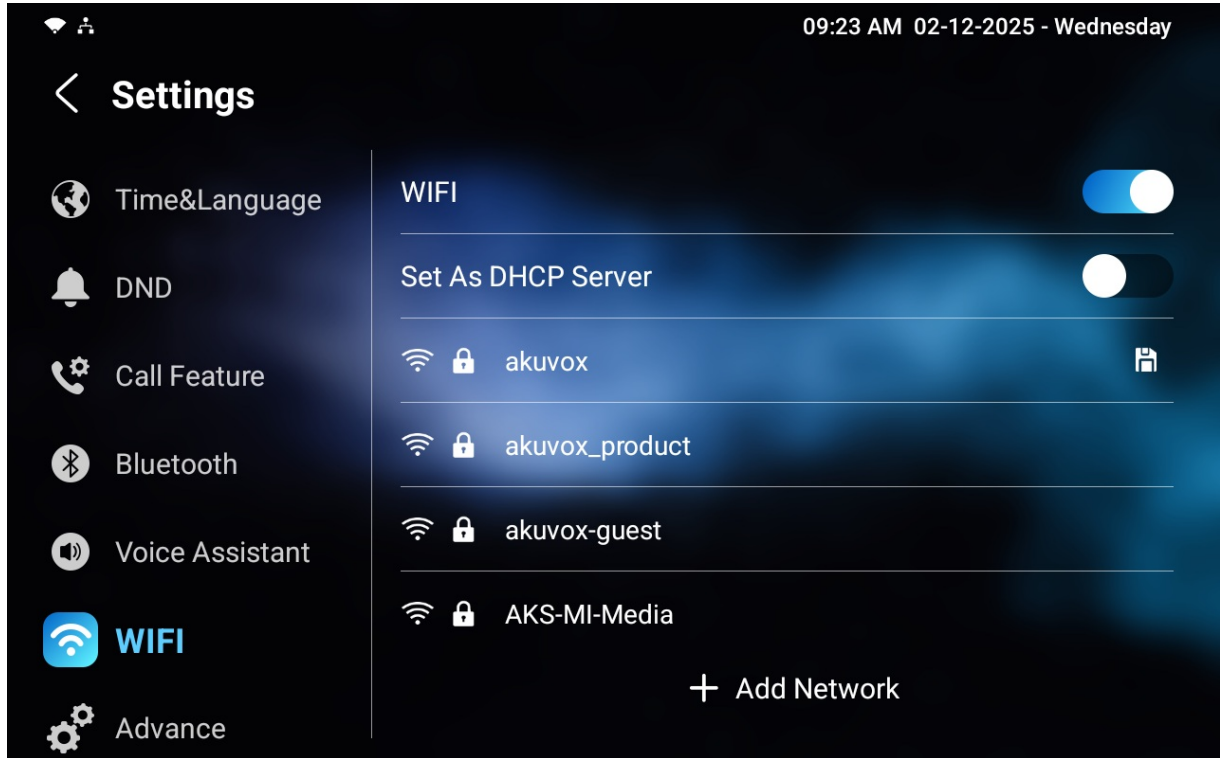 09:23 AM 02-12-2025 - Wednesday
Settings
Time&Language
DND
Call Feature
Bluetooth
Voice Assistant
WIFI
Advance
WIFI
Set As DHCP Server
akuvox
akuvox_product
akuvox-guest
AKS-MI-Media
Add Network